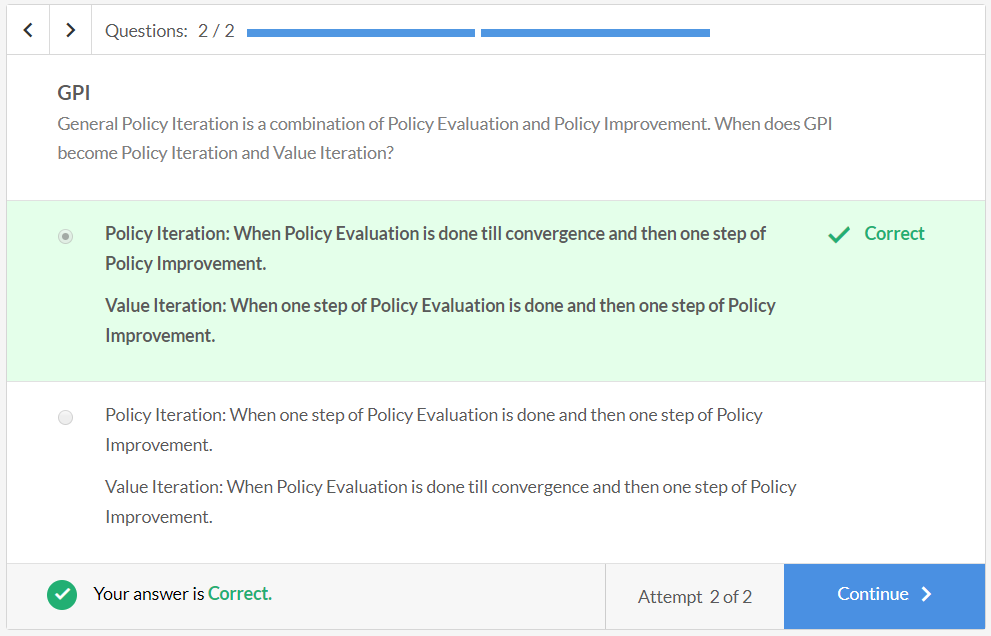 Questions: 2 / 2
GPI
General Policy Iteration is a combination of Policy Evaluation and Policy Improvement. When does GPI
become Policy Iteration and Value Iteration?
Policy Iteration: When Policy Evaluation is done till convergence and then one step of
Policy Improvement.
Correct
Value Iteration: When one step of Policy Evaluation is done and then one step of Policy
Improvement.
Policy Iteration: When one step of Policy Evaluation is done and then one step of Policy
Improvement.
Value Iteration: When Policy Evaluation is done till convergence and then one step of Policy
Improvement.
Your answer is Correct.
Attempt 2 of 2
Continue